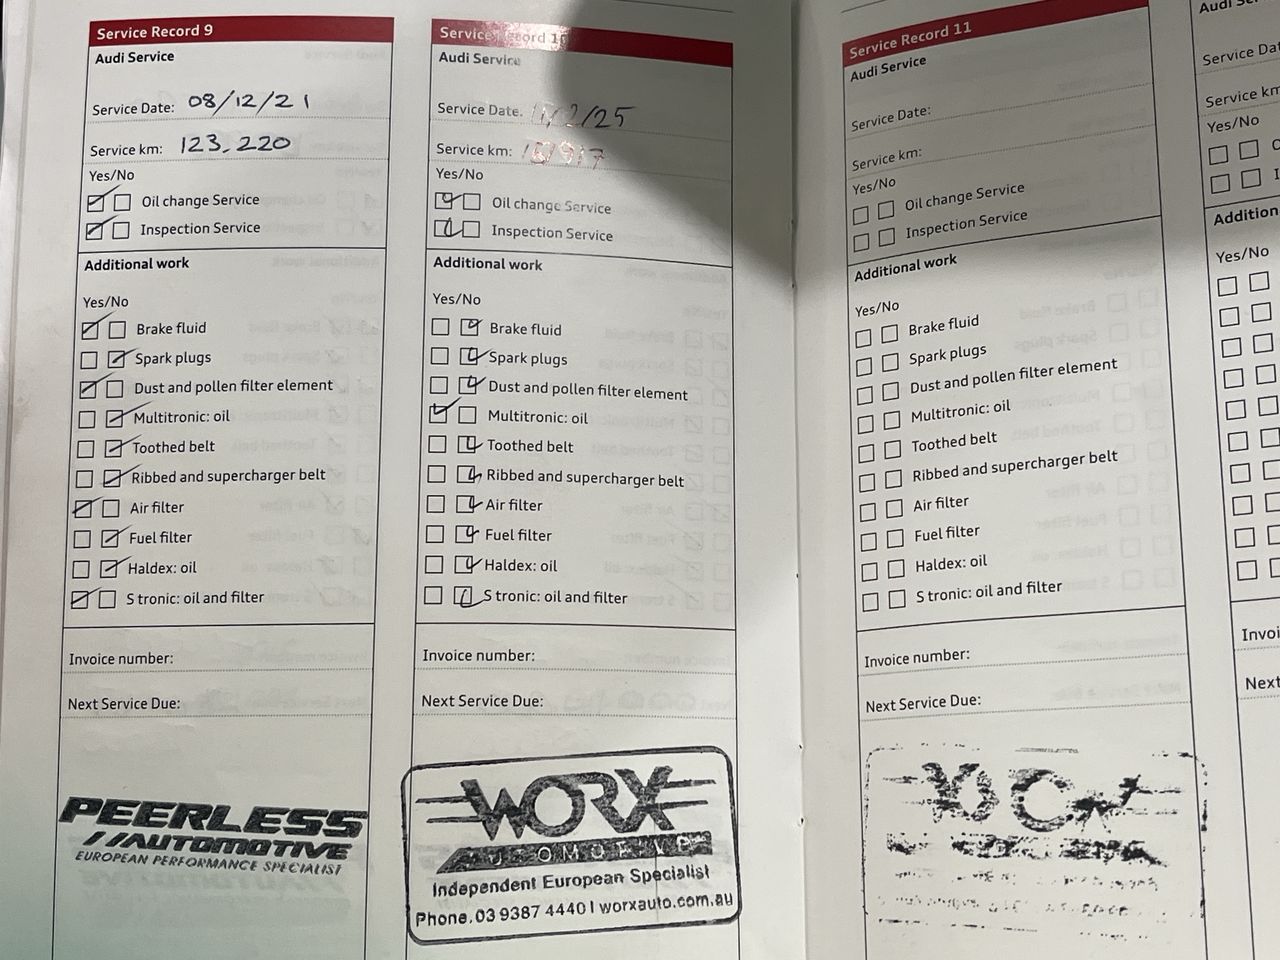 Service Record 9
Audi Service
Service Date: 08/12/21
Service km: 123.220
Yes/No
Oil change Service
Inspection Service
Additional work
Yes/No
Brake fluid
Spark plugs
Dust and pollen filter element
Multitronic: oil
Toothed belt
Ribbed and supercharger belt
Air filter
Fuel filter
Haldex: oil
S tronic: oil and filter
Invoice number:
Next Service Due:
PEERLESS
//AUTOMOTIVE
EUROPEAN PERFORMANCE SPECIALIST
Service Record 10
Audi Service
Service Date. /25
Service km:
Yes/No
Oil change Service
Inspection Service
Additional work
Yes/No
Brake fluid
Spark plugs
Dust and pollen filter element
Multitronic: oil
Toothed belt
Ribbed and supercharger belt
Air filter
Fuel filter
Haldex: oil
S tronic: oil and filter
Invoice number:
Next Service Due:
WORX
AUTOMOTIVE
Independent European Specialist
Phone. 03 9387 4440 | worxauto.com.au
Service Record 11
Audi Service
Service Date:
Service km:
Yes/No
Oil change Service
Inspection Service
Additional work
Yes/No
Brake fluid
Spark plugs
Dust and pollen filter element
Multitronic: oil
Toothed belt
Ribbed and supercharger belt
Air filter
Fuel filter
Haldex: oil
S tronic: oil and filter
Invoice number:
Next Service Due:
Audi
Service
Service km
Yes/No
Addition
Yes/No
Next